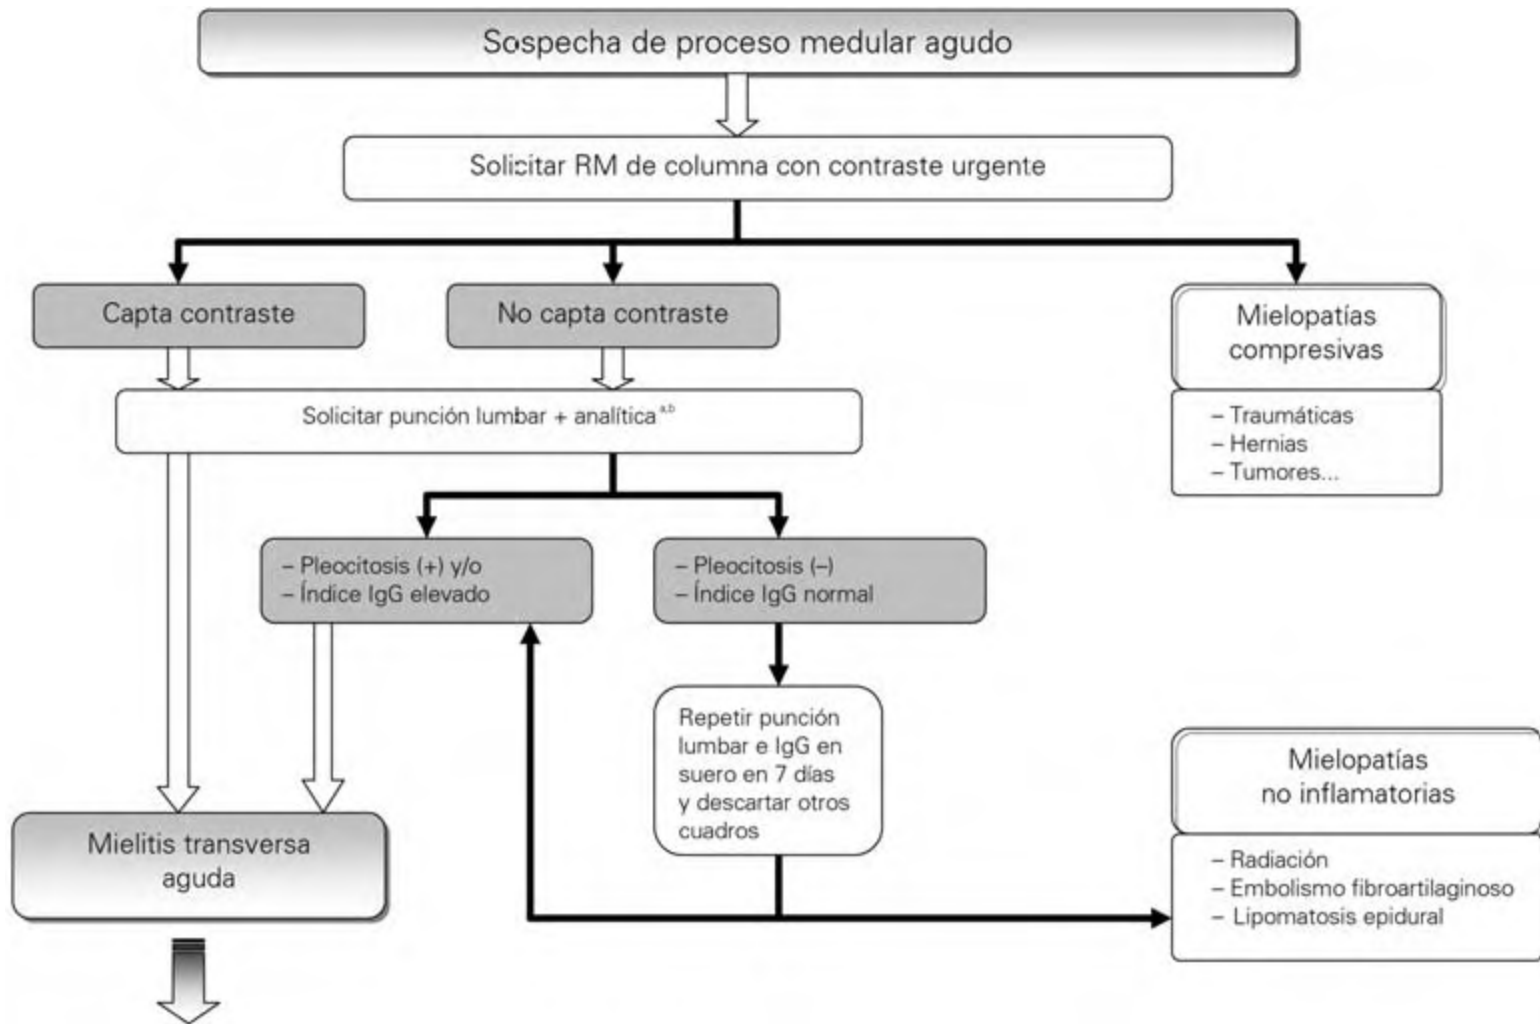 Sospecha de proceso medular agudo
Solicitar RM de columna con contraste urgente
Capta contraste
No capta contraste
Mielopatías
compresivas
– Traumáticas
– Hernias
– Tumores...
Solicitar punción lumbar + analítica a,b
– Pleocitosis (+) y/o
– Índice IgG elevado
– Pleocitosis (–)
– Índice IgG normal
Repetir punción
lumbar e IgG en
suero en 7 días
y descartar otros
cuadros
Mielopatías
no inflamatorias
– Radiación
– Embolismo fibroartilaginoso
– Lipomatosis epidural
Mielitis transversa
aguda